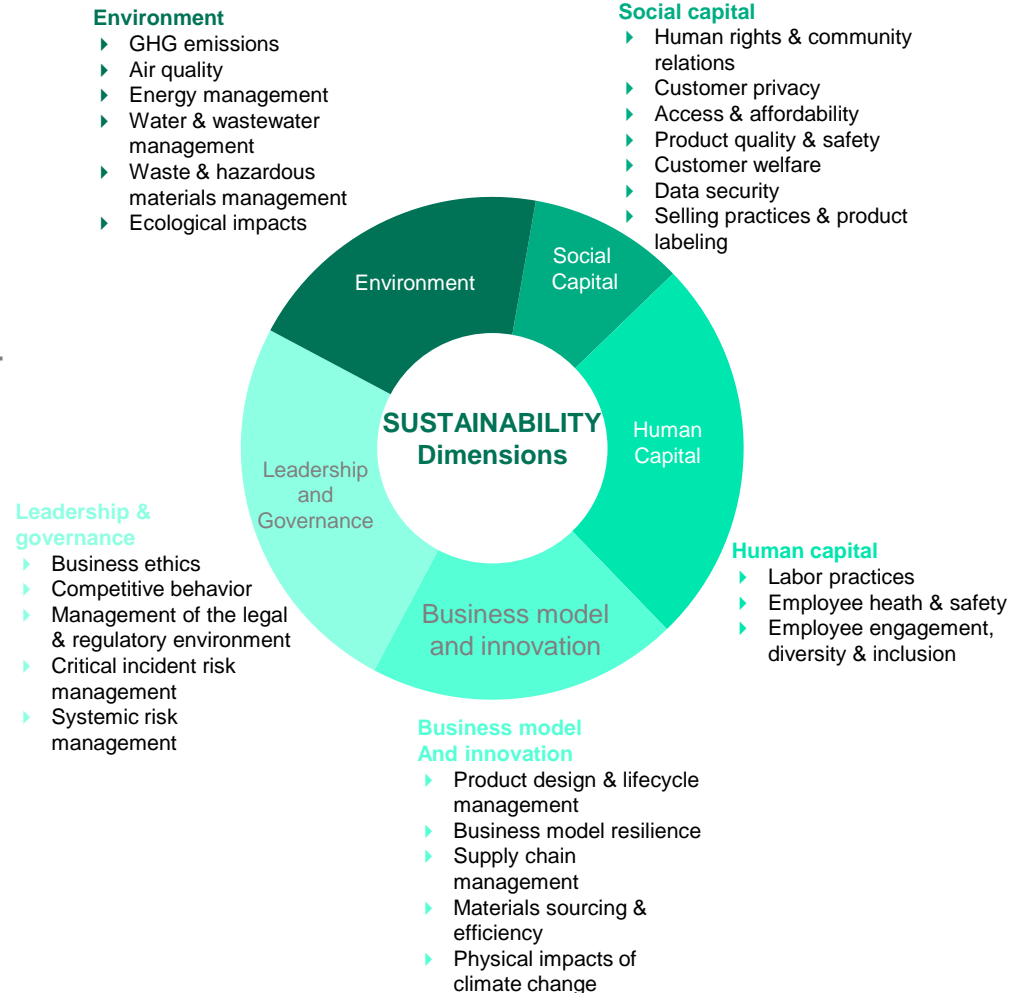 Environment
GHG emissions
Air quality
Energy management
Water & wastewater
management
Waste & hazardous
materials management
Ecological impacts
Social capital
Human rights & community
relations
Customer privacy
Access & affordability
Product quality & safety
Customer welfare
Data security
Selling practices & product
labeling
Environment
Social
Capital
Human
Capital
Business model
and innovation
Leadership
and
Governance
SUSTAINABILITY
Dimensions
Leadership &
governance
Business ethics
Competitive behavior
Management of the legal
& regulatory environment
Critical incident risk
management
Systemic risk
management
Human capital
Labor practices
Employee heath & safety
Employee engagement,
diversity & inclusion
Business model
And innovation
Product design & lifecycle
management
Business model resilience
Supply chain
management
Materials sourcing &
efficiency
Physical impacts of
climate change